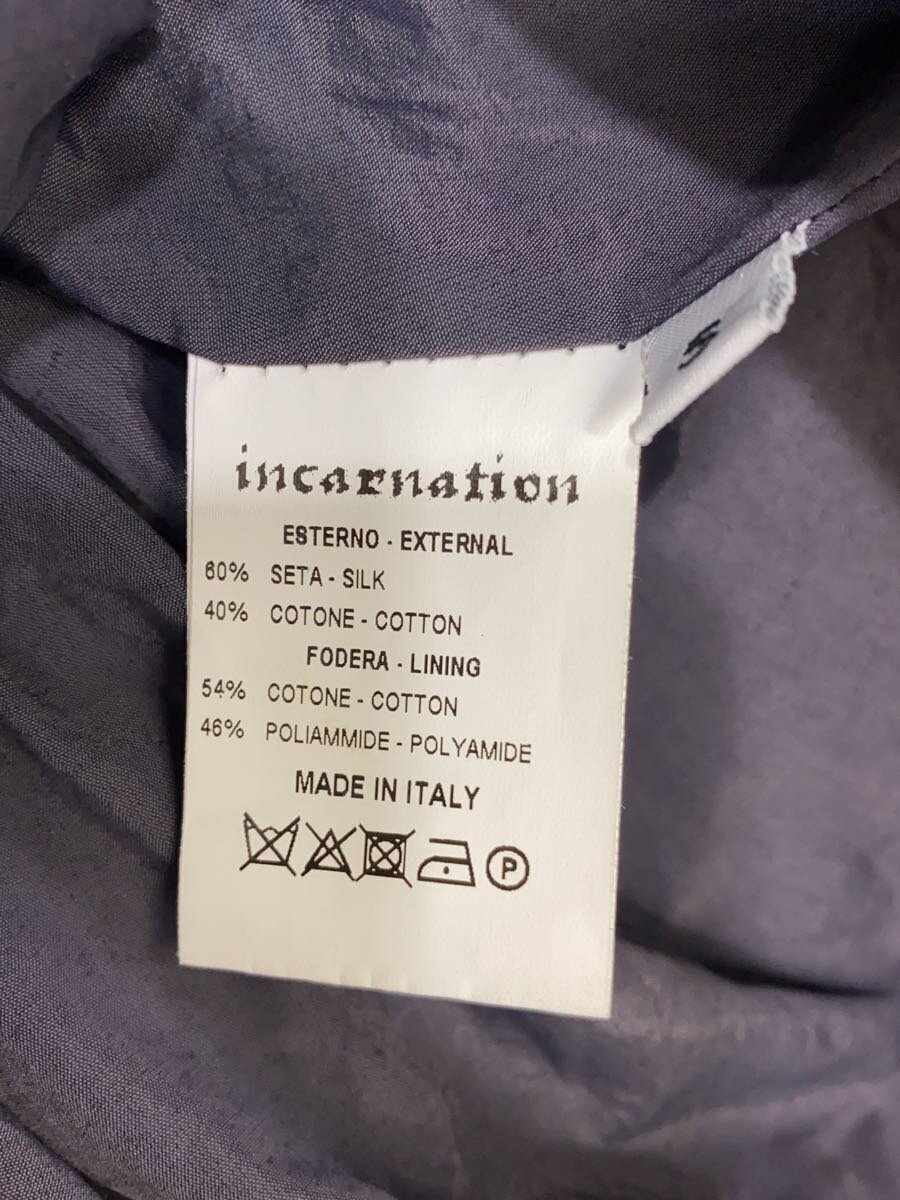 S
incarnation
ESTERNO - EXTERNAL
60% SETA - SILK
40% COTONE - COTTON
FODERA - LINING
54% COTONE - COTTON
46% POLIAMMIDE - POLYAMIDE
MADE IN ITALY
P